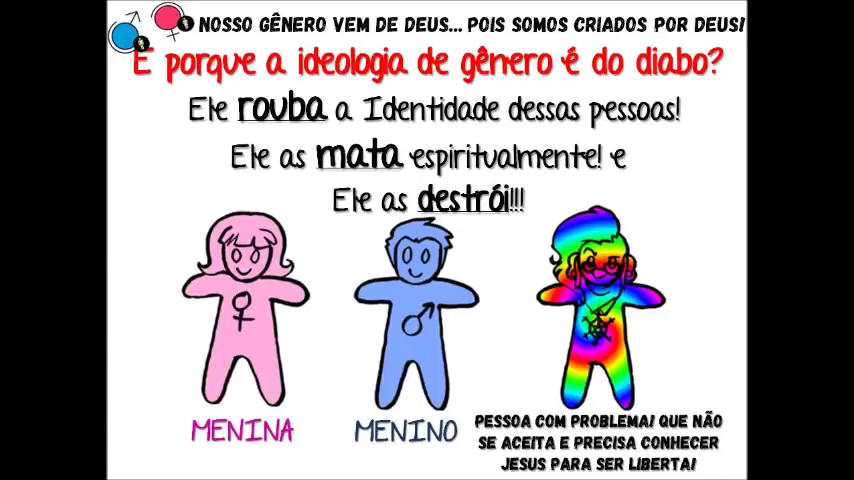 NOSSO GÊNERO VEM DE DEUS... POIS SOMOS CRIADOS POR DEUS!
E porque a ideologia de gênero é do diabo?
Ele rouba a Identidade dessas pessoas!
Ele as mata espiritualmente! e
Ele as destrói!!!
MENINA
MENINO
PESSOA COM PROBLEMA! QUE NÃO
SE ACEITA E PRECISA CONHECER
JESUS PARA SER LIBERTA!